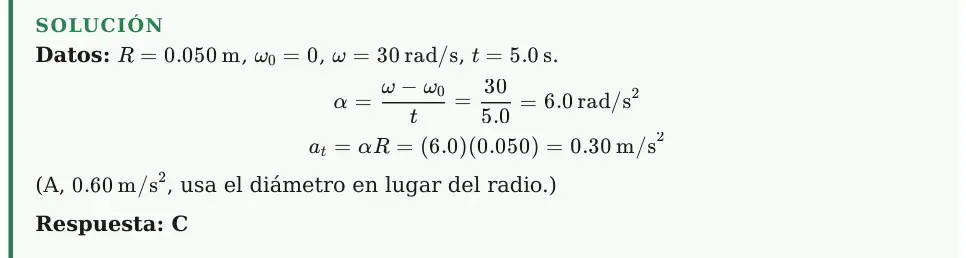 SOLUCIÓN
Datos: R = 0.050 m, ω₀ = 0, ω = 30 rad/s, t = 5.0 s.
α = (ω − ω₀)/t = 30/5.0 = 6.0 rad/s²
aₜ = αR = (6.0)(0.050) = 0.30 m/s²
(A, 0.60 m/s², usa el diámetro en lugar del radio.)
Respuesta: C